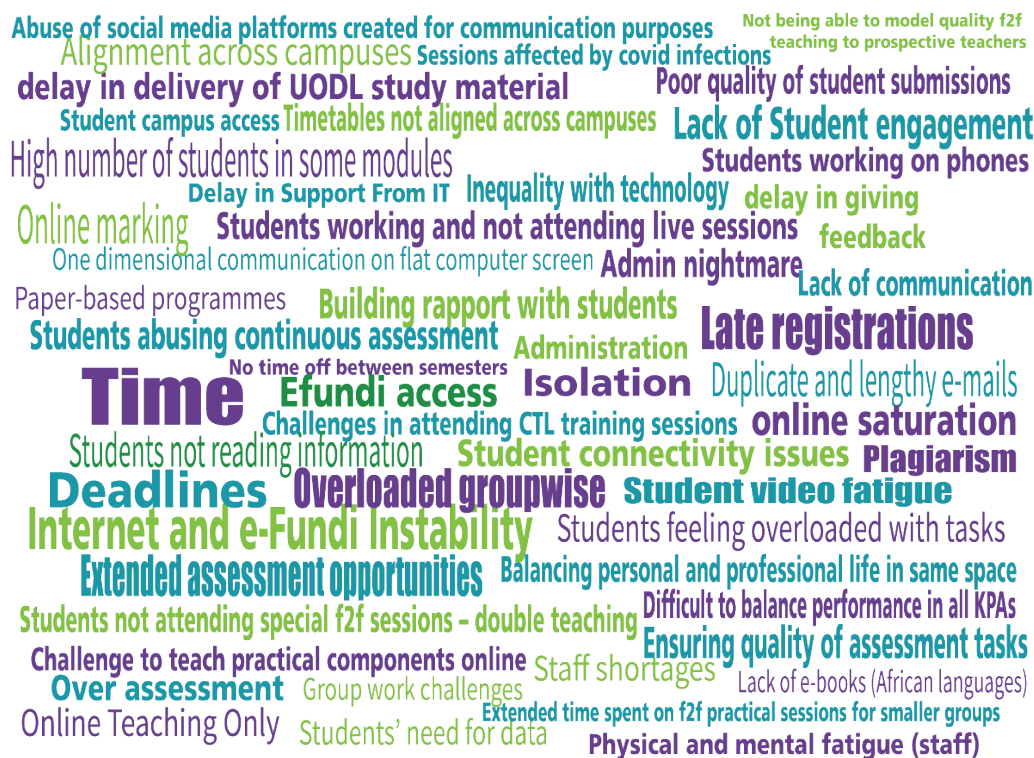 Abuse of social media platforms created for communication purposes
Not being able to model quality f2f
teaching to prospective teachers
Alignment across campuses
Sessions affected by covid infections
delay in delivery of UODL study material
Poor quality of student submissions
Student campus access
Timetables not aligned across campuses
Lack of Student engagement
High number of students in some modules
Students working on phones
Delay in Support From IT
Inequality with technology
delay in giving
feedback
Online marking
Students working and not attending live sessions
One dimensional communication on flat computer screen
Admin nightmare
Lack of communication
Paper-based programmes
Building rapport with students
Late registrations
Students abusing continuous assessment
Administration
No time off between semesters
Time
Efundi access
Isolation
Duplicate and lengthy e-mails
Challenges in attending CTL training sessions
online saturation
Students not reading information
Student connectivity issues
Plagiarism
Deadlines
Overloaded groupwise
Student video fatigue
Internet and e-Fundi Instability
Students feeling overloaded with tasks
Extended assessment opportunities
Balancing personal and professional life in same space
Students not attending special f2f sessions – double teaching
Difficult to balance performance in all KPAs
Ensuring quality of assessment tasks
Challenge to teach practical components online
Staff shortages
Lack of e-books (African languages)
Over assessment
Group work challenges
Extended time spent on f2f practical sessions for smaller groups
Online Teaching Only
Students’ need for data
Physical and mental fatigue (staff)